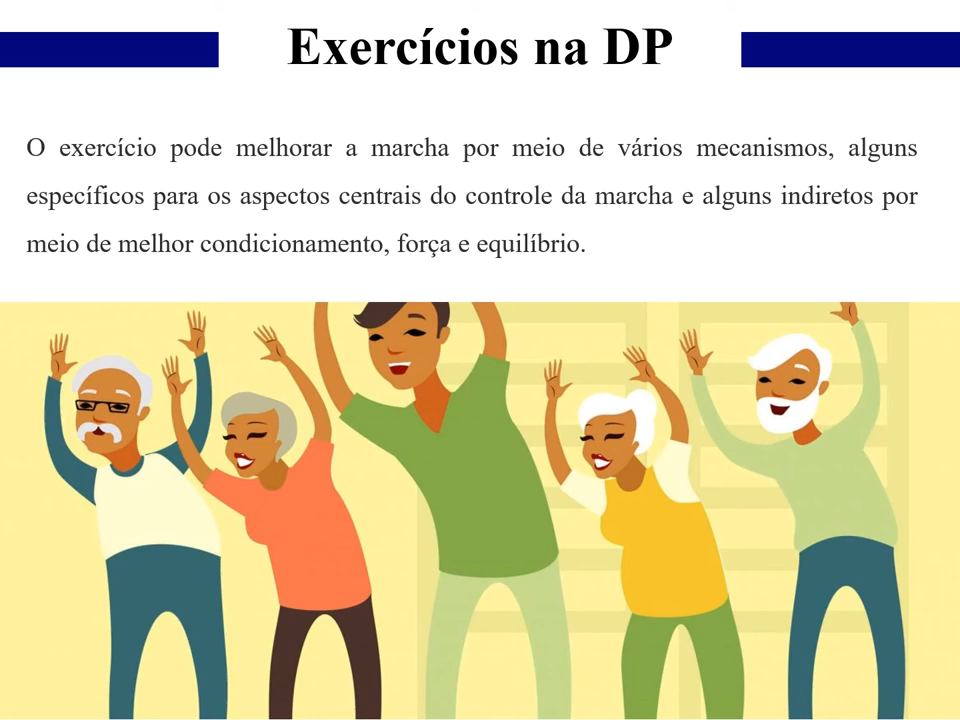 Exercícios na DP
O exercício pode melhorar a marcha por meio de vários mecanismos, alguns
específicos para os aspectos centrais do controle da marcha e alguns indiretos por
meio de melhor condicionamento, força e equilíbrio.